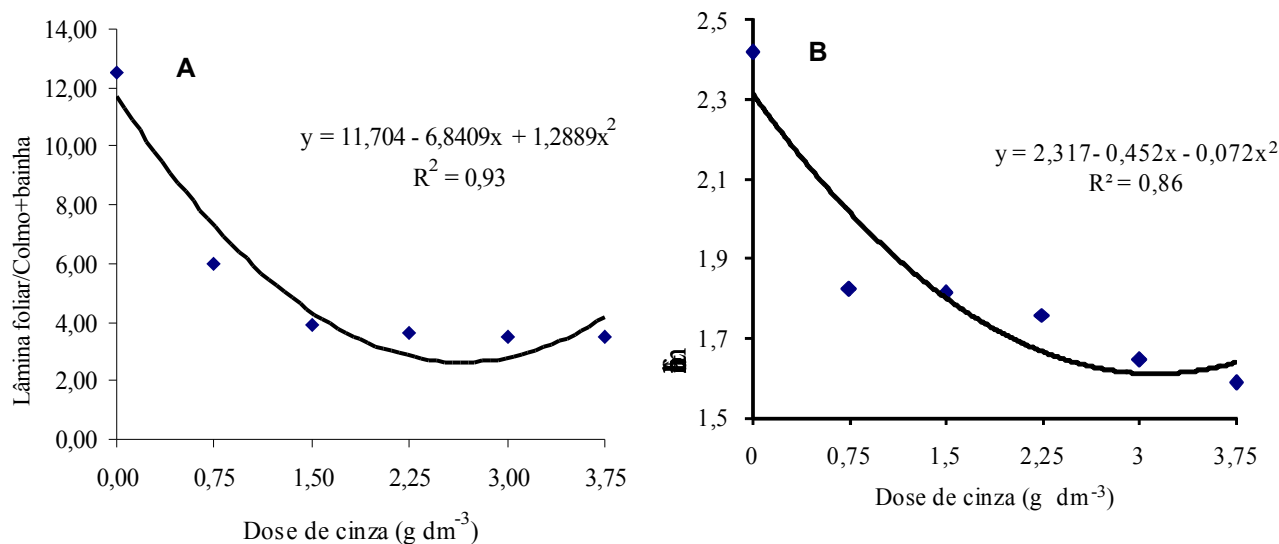 A
14,00
12,00
10,00
8,00
6,00
4,00
2,00
0,00
y = 11,704 - 6,8409x + 1,2889x²
R² = 0,93
Lâmina foliar/Colmo+bainha
0,00 0,75 1,50 2,25 3,00 3,75
Dose de cinza (g dm⁻³)
B
2,5
2,3
2,1
1,9
1,7
1,5
y = 2,317- 0,452x - 0,072x²
R² = 0,86
0 0,75 1,5 2,25 3 3,75
Dose de cinza (g dm⁻³)